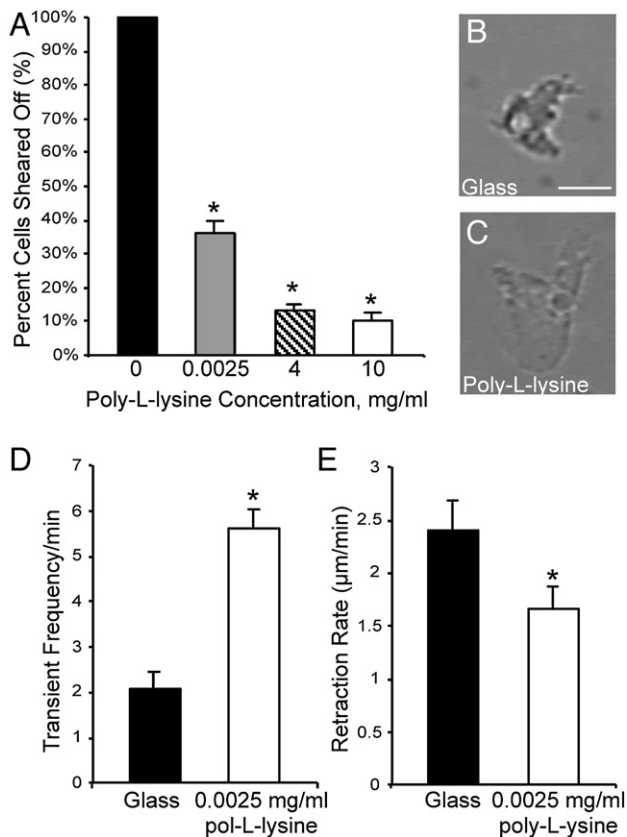 A
Percent Cells Sheared Off (%)
100%
90%
80%
70%
60%
50%
40%
30%
20%
10%
0%
*
*
*
0
0.0025
4
10
Poly-L-lysine Concentration, mg/ml
B
Glass
C
Poly-L-lysine
D
Transient Frequency/min
7
6
5
4
3
2
1
0
*
Glass
0.0025 mg/ml
pol-L-lysine
E
Retraction Rate (µm/min)
3
2.5
2
1.5
1
0.5
0
*
Glass
0.0025 mg/ml
poly-L-ysine